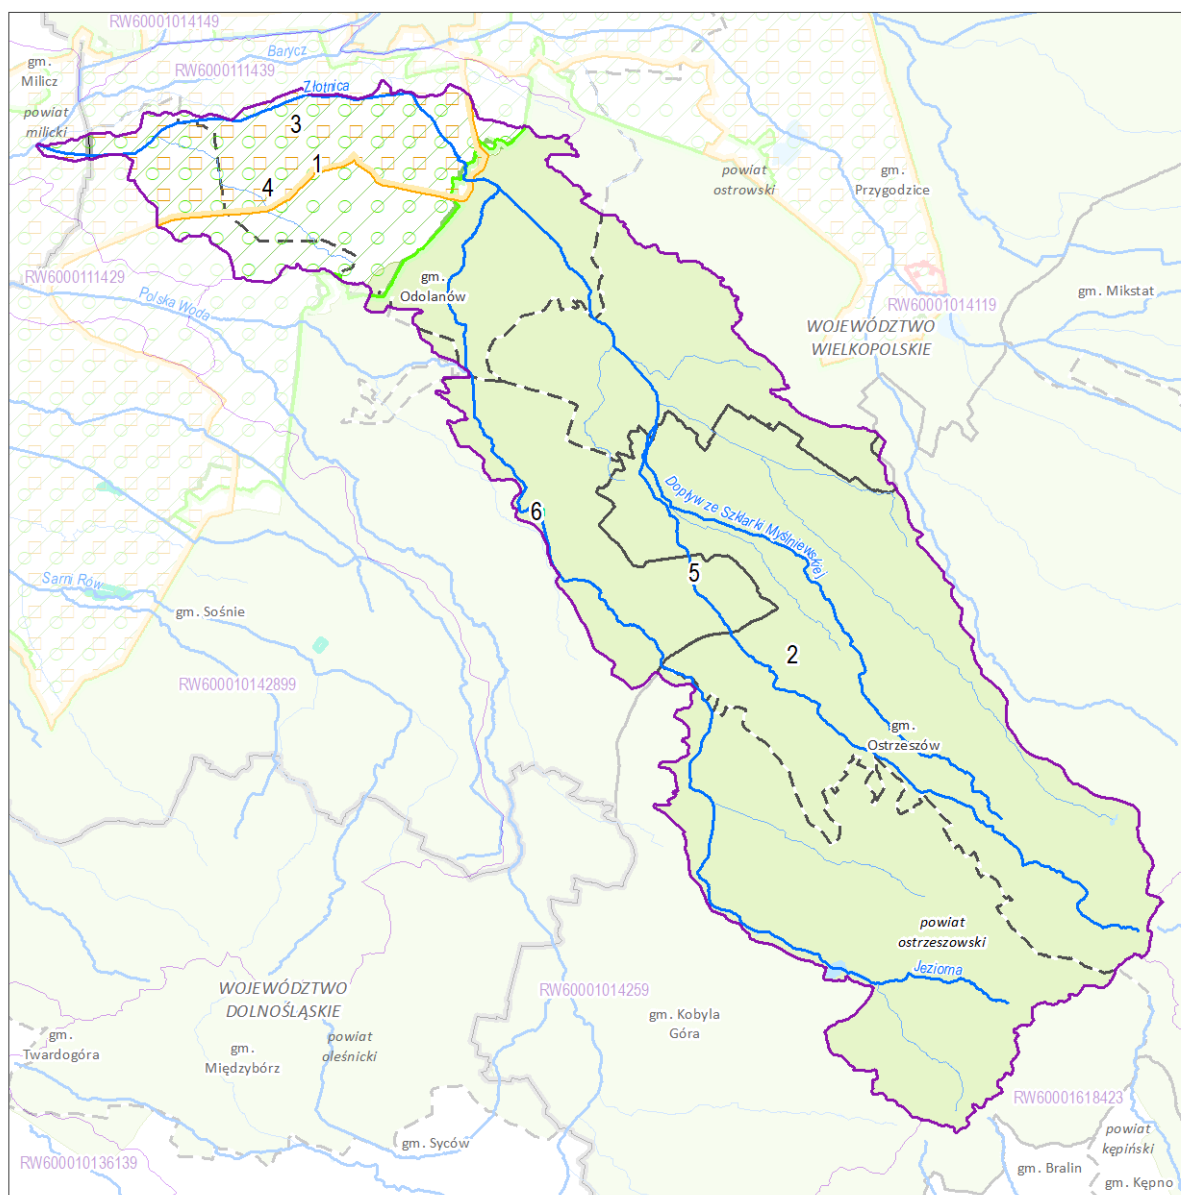 RW60001014149
gm.
Milicz
Barycz
RW6000111439
Złotnica
powiat
milicki
3
1
4
powiat
ostrowski
gm.
Przygodzice
RW6000111429
Polska Woda
gm.
Odolanów
gm. Mikstat
RW60001014119
WOJEWÓDZTWO
WIELKOPOLSKIE
Dopływ ze Szklarki Myślniewskiej
6
5
Sarni Rów
gm. Sośnie
2
RW600010142899
gm.
Ostrzeszów
powiat
ostrzeszowski
Jeziorna
WOJEWÓDZTWO
DOLNOŚLĄSKIE
RW60001014259
gm. Kobyla
Góra
gm.
Twardogóra
gm.
Międzybórz
powiat
oleśnicki
RW60001618423
gm. Syców
powiat
kępiński
RW600010136139
gm. Bralin
gm. Kępno